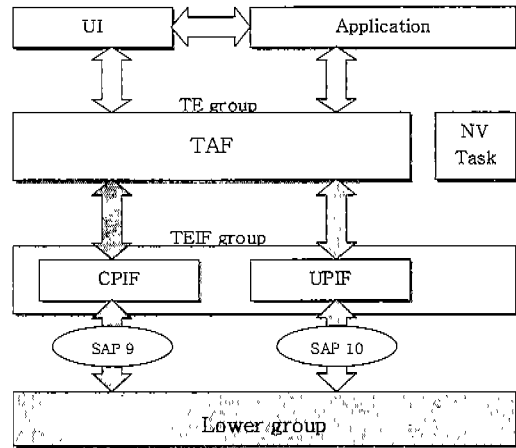 UI
Application
TE group
TAF
NV
Task
TEIF group
CPIF
UPIF
SAP 9
SAP 10
Lower group